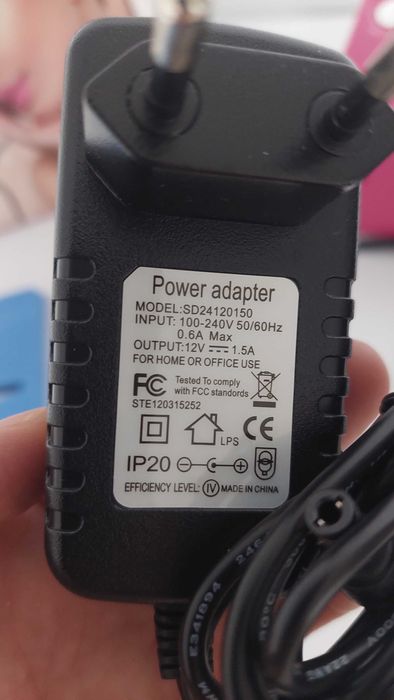 Power adapter
MODEL:SD24120150
INPUT: 100-240V 50/60Hz
0.6A Max
OUTPUT:12V 1.5A
FOR HOME OR OFFICE USE
FC Tested To comply
with FCC standards
STE120315252
LPS CE
IP20
EFFICIENCY LEVEL: IV MADE IN CHINA
E341894